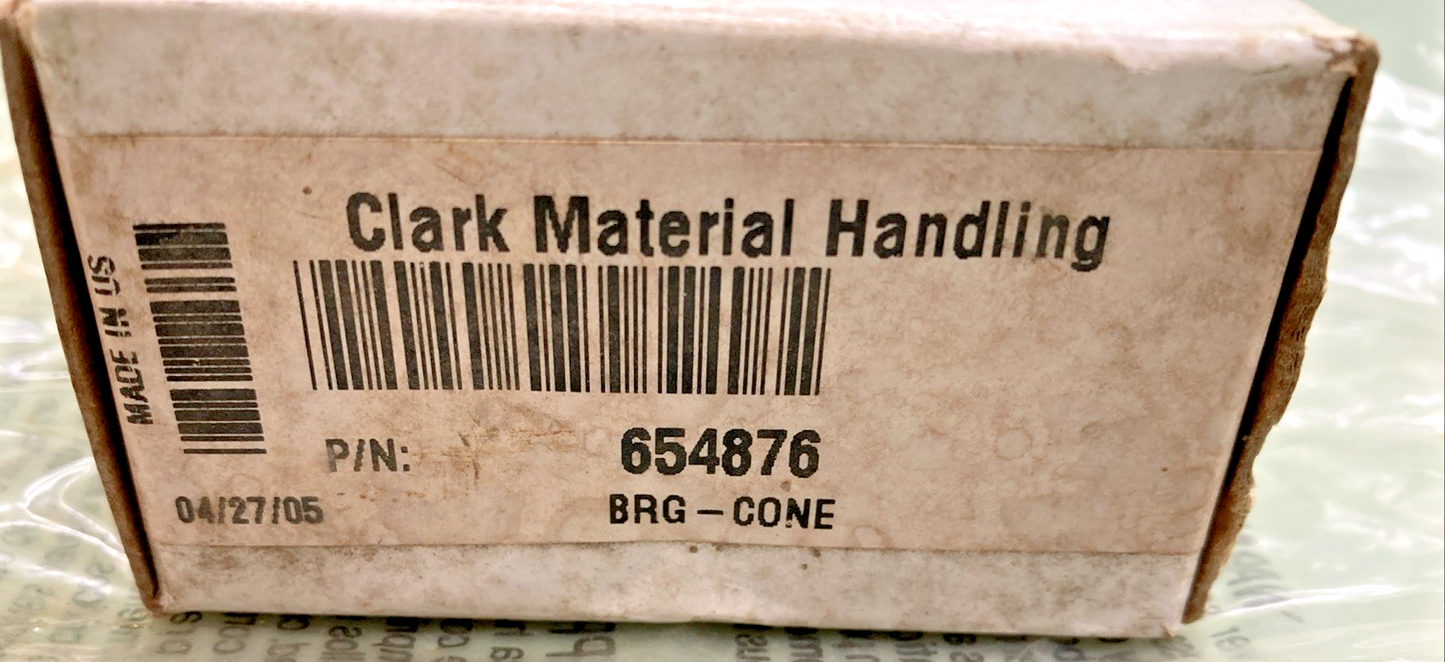 Clark Material Handling
MADE IN US
P/N: 654876
04/27/05 BRG-CONE